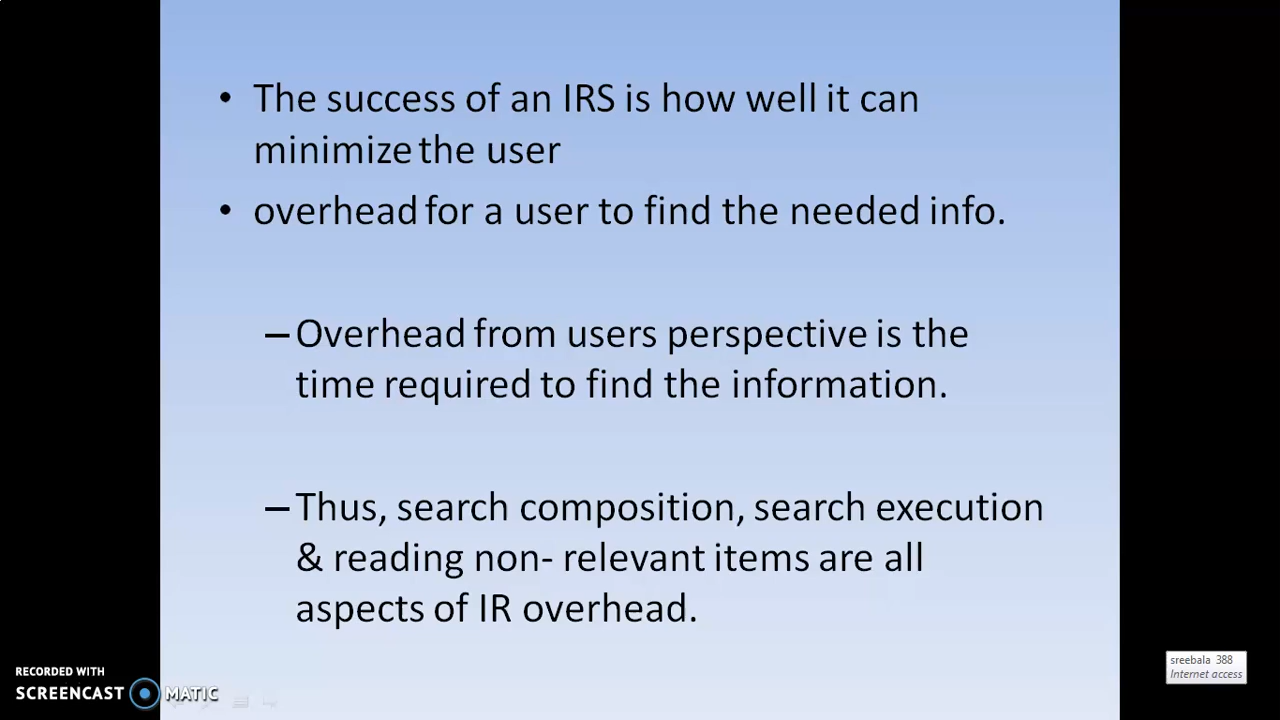 • The success of an IRS is how well it can
minimize the user
• overhead for a user to find the needed info.
– Overhead from users perspective is the
time required to find the information.
– Thus, search composition, search execution
& reading non- relevant items are all
aspects of IR overhead.
RECORDED WITH
SCREENCAST MATIC
sreebala 388
Internet access